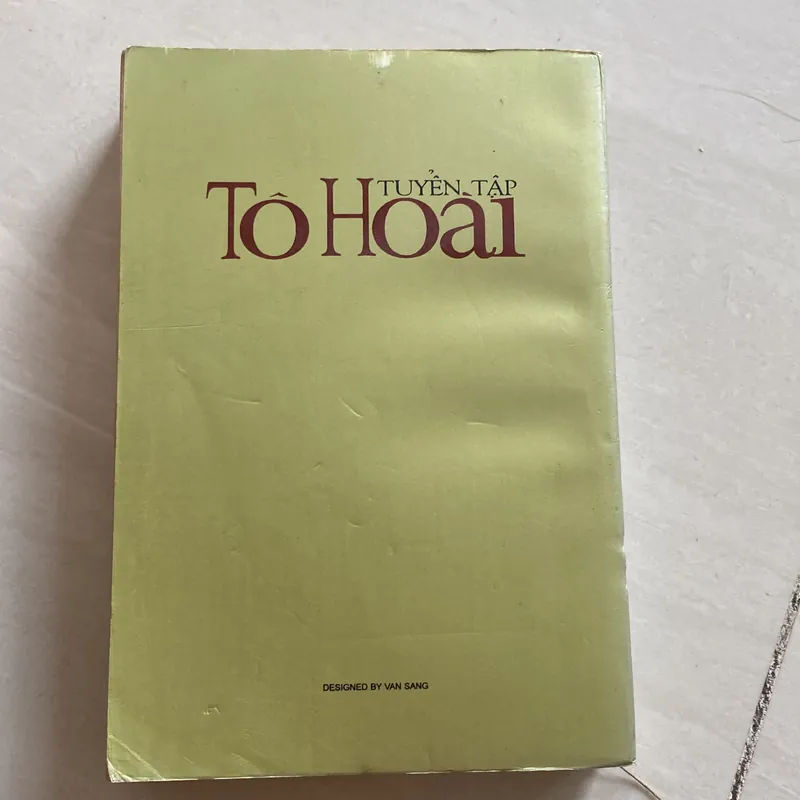 TUYỂN TẬP
Tô Hoài
DESIGNED BY VAN SANG